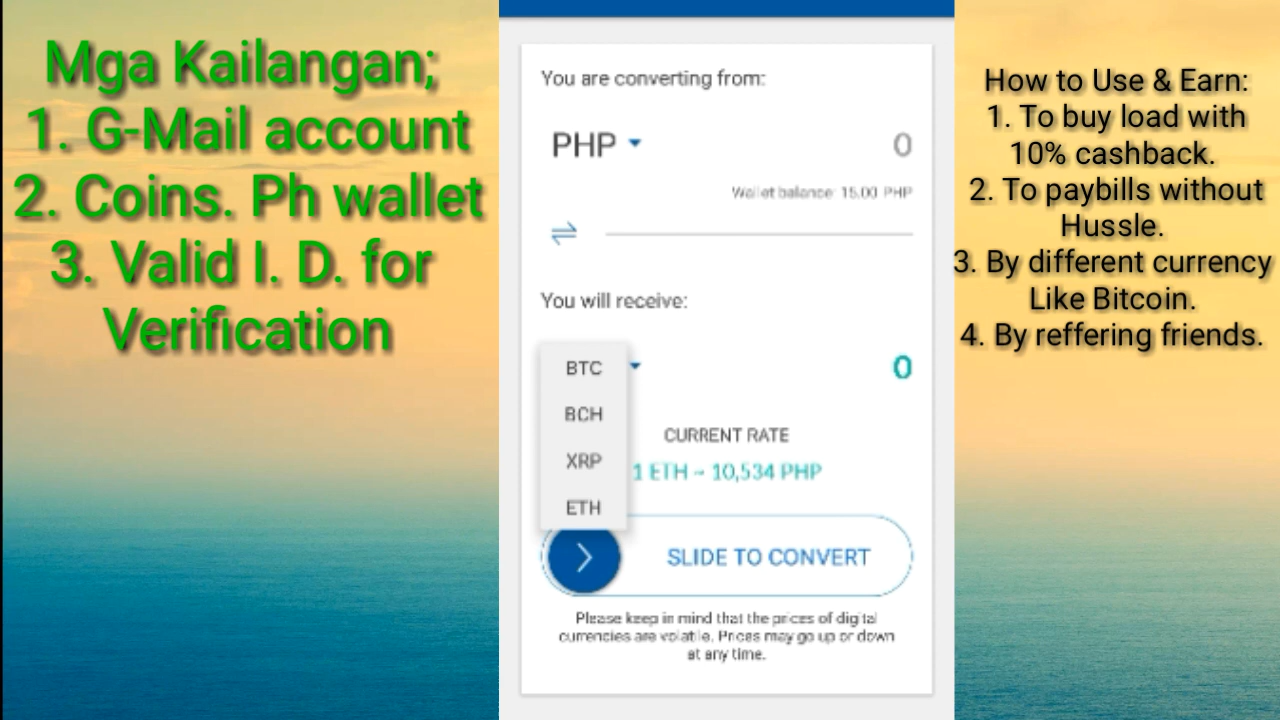 Mga Kailangan;
1. G-Mail account
2. Coins. Ph wallet
3. Valid I. D. for
Verification
You are converting from:
PHP 0
Wallet balance: 15.00 PHP
You will receive:
BTC 0
BCH
XRP
ETH
CURRENT RATE
1 ETH ~ 10,534 PHP
SLIDE TO CONVERT
Please keep in mind that the prices of digital
currencies are volatile. Prices may go up or down
at any time.
How to Use & Earn:
1. To buy load with
10% cashback.
2. To paybills without
Hussle.
3. By different currency
Like Bitcoin.
4. By reffering friends.